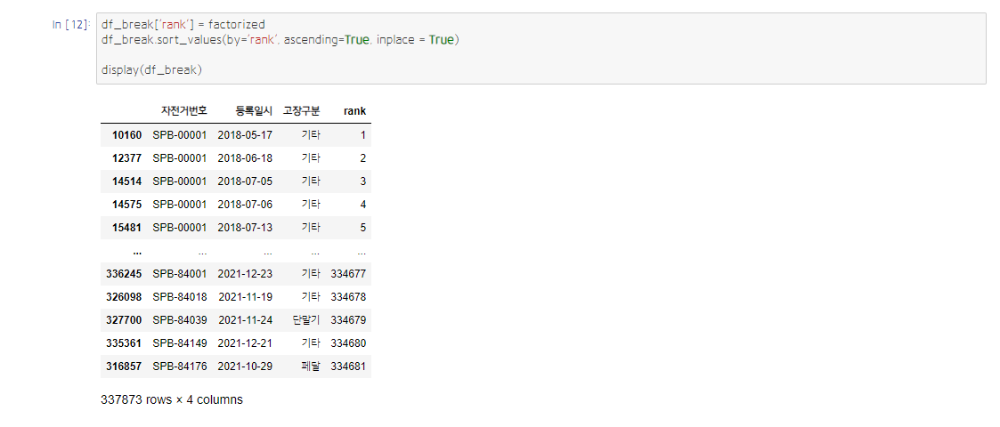 In [12]:
df_break['rank'] = factorized
df_break.sort_values(by='rank', ascending=True, inplace = True)
display(df_break)
자전거번호 등록일시 고장구분 rank
10160 SPB-00001 2018-05-17 기타 1
12377 SPB-00001 2018-06-18 기타 2
14514 SPB-00001 2018-07-05 기타 3
14575 SPB-00001 2018-07-06 기타 4
15481 SPB-00001 2018-07-13 기타 5
... ... ... ... ...
336245 SPB-84001 2021-12-23 기타 334677
326098 SPB-84018 2021-11-19 기타 334678
327700 SPB-84039 2021-11-24 단말기 334679
335361 SPB-84149 2021-12-21 기타 334680
316857 SPB-84176 2021-10-29 페달 334681
337873 rows × 4 columns